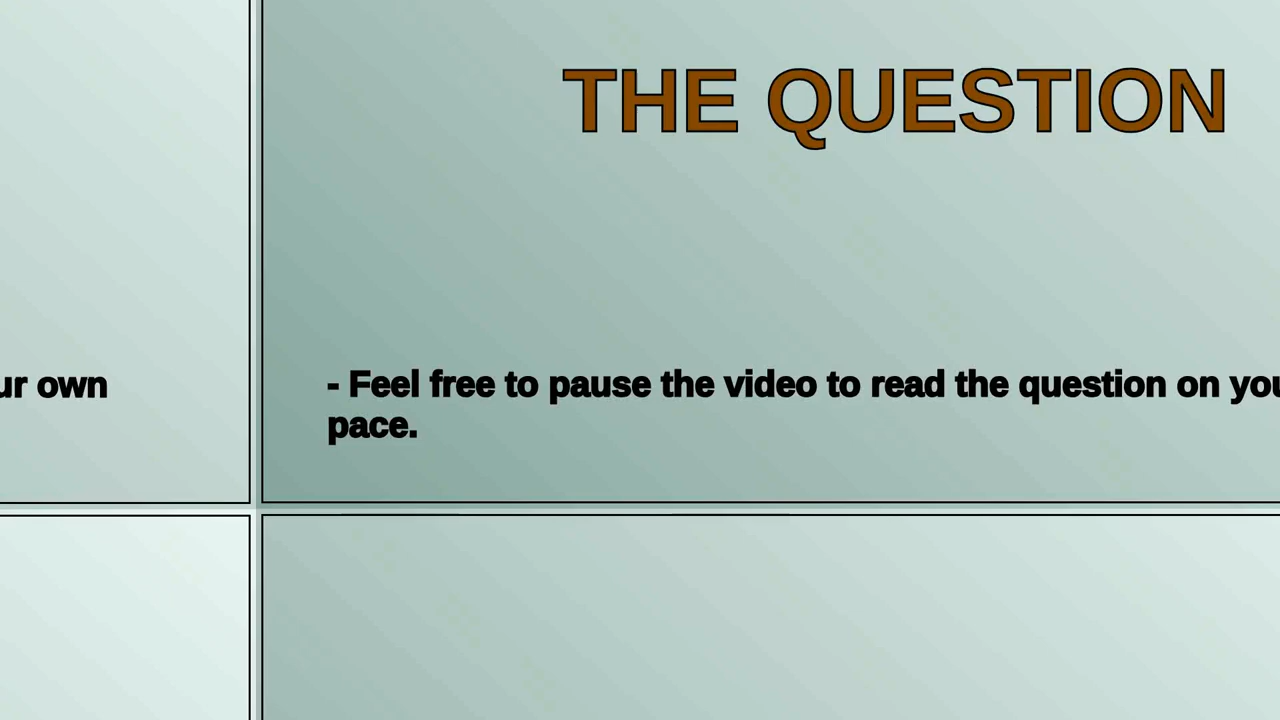 THE QUESTION
ur own
- Feel free to pause the video to read the question on you
pace.